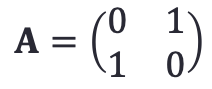 A = (0 1
1 0)